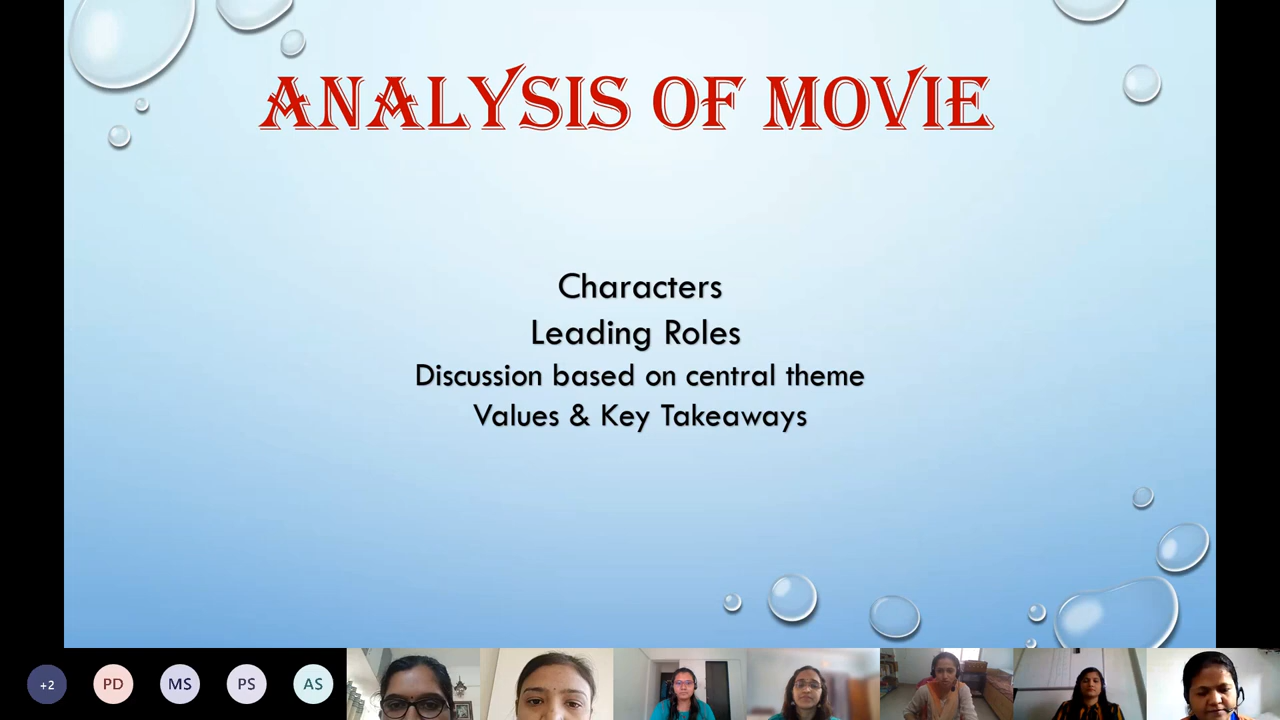 ANALYSIS OF MOVIE
Characters
Leading Roles
Discussion based on central theme
Values & Key Takeaways
+2 PD MS PS AS